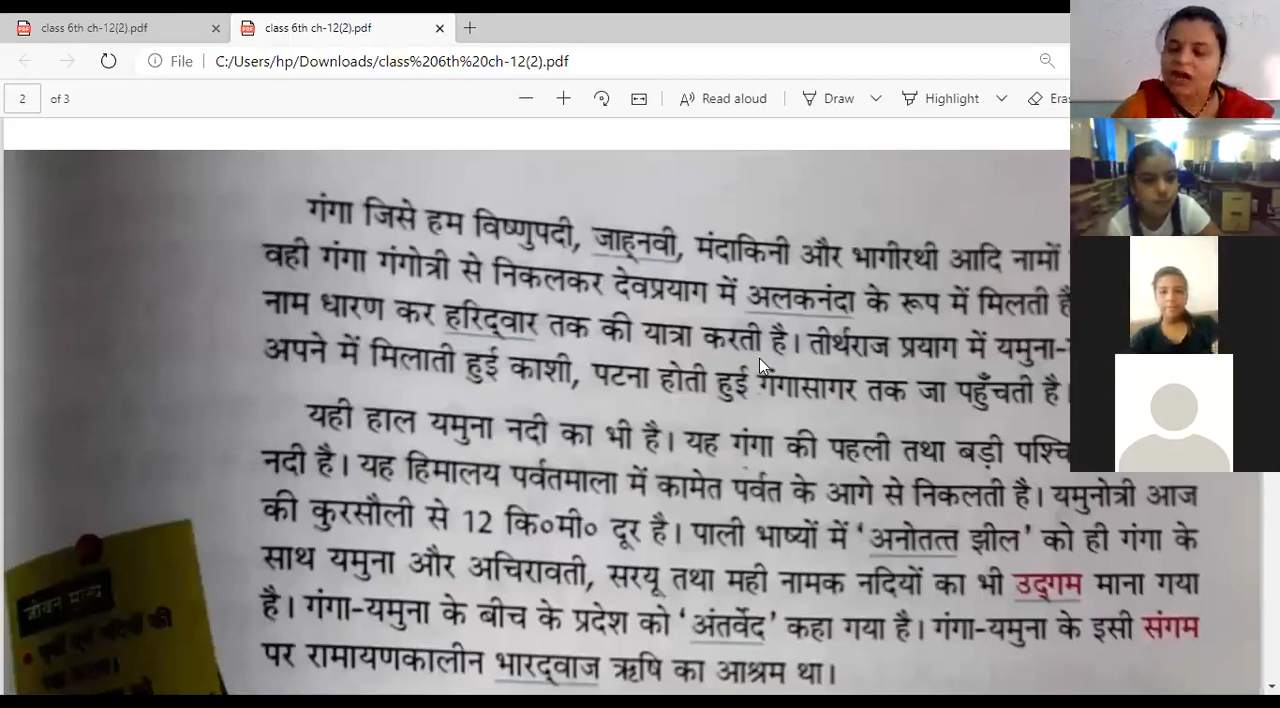 class 6th ch-12(2).pdf
class 6th ch-12(2).pdf
File C:/Users/hp/Downloads/class%206th%20ch-12(2).pdf
2 of 3 Read aloud Draw Highlight
गंगा जिसे हम विष्णुपदी, जाह्नवी, मंदाकिनी और भागीरथी आदि नामों
वही गंगा गंगोत्री से निकलकर देवप्रयाग में अलकनंदा के रूप में मिलती
नाम धारण कर हरिद्वार तक की यात्रा करती है। तीर्थराज प्रयाग में यमुना-
अपने में मिलाती हुई काशी, पटना होती हुई गंगासागर तक जा पहुँचती है।
यही हाल यमुना नदी का भी है। यह गंगा की पहली तथा बड़ी
नदी है। यह हिमालय पर्वतमाला में कामेत पर्वत के आगे से निकलती है। यमुनोत्री आज
की कुरसौली से 12 कि०मी० दूर है। पाली भाष्यों में ‘अनोतत्त झील’ को ही गंगा के
साथ यमुना और अचिरावती, सरयू तथा मही नामक नदियों का भी उद्गम माना गया
है। गंगा-यमुना के बीच के प्रदेश को ‘अंतर्वेद’ कहा गया है। गंगा-यमुना के इसी संगम
पर रामायणकालीन भारद्वाज ऋषि का आश्रम था।
जीवन मूल्य